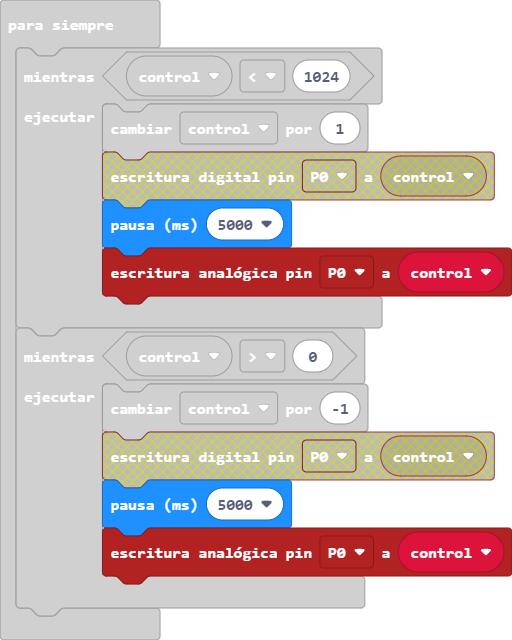 para siempre
mientras control < 1024
ejecutar
cambiar control por 1
escritura digital pin P0 a control
pausa (ms) 5000
escritura analógica pin P0 a control
mientras control > 0
ejecutar
cambiar control por -1
escritura digital pin P0 a control
pausa (ms) 5000
escritura analógica pin P0 a control